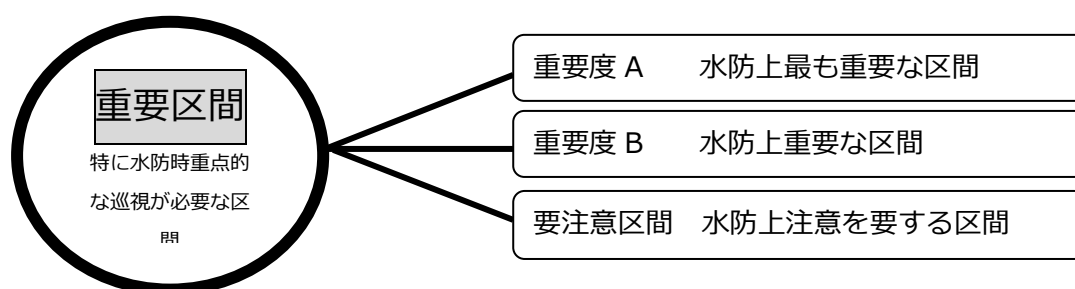 重要区間
特に水防時重点的
な巡視が必要な区
間
重要度 A　　水防上最も重要な区間
重要度 B　　水防上重要な区間
要注意区間　水防上注意を要する区間